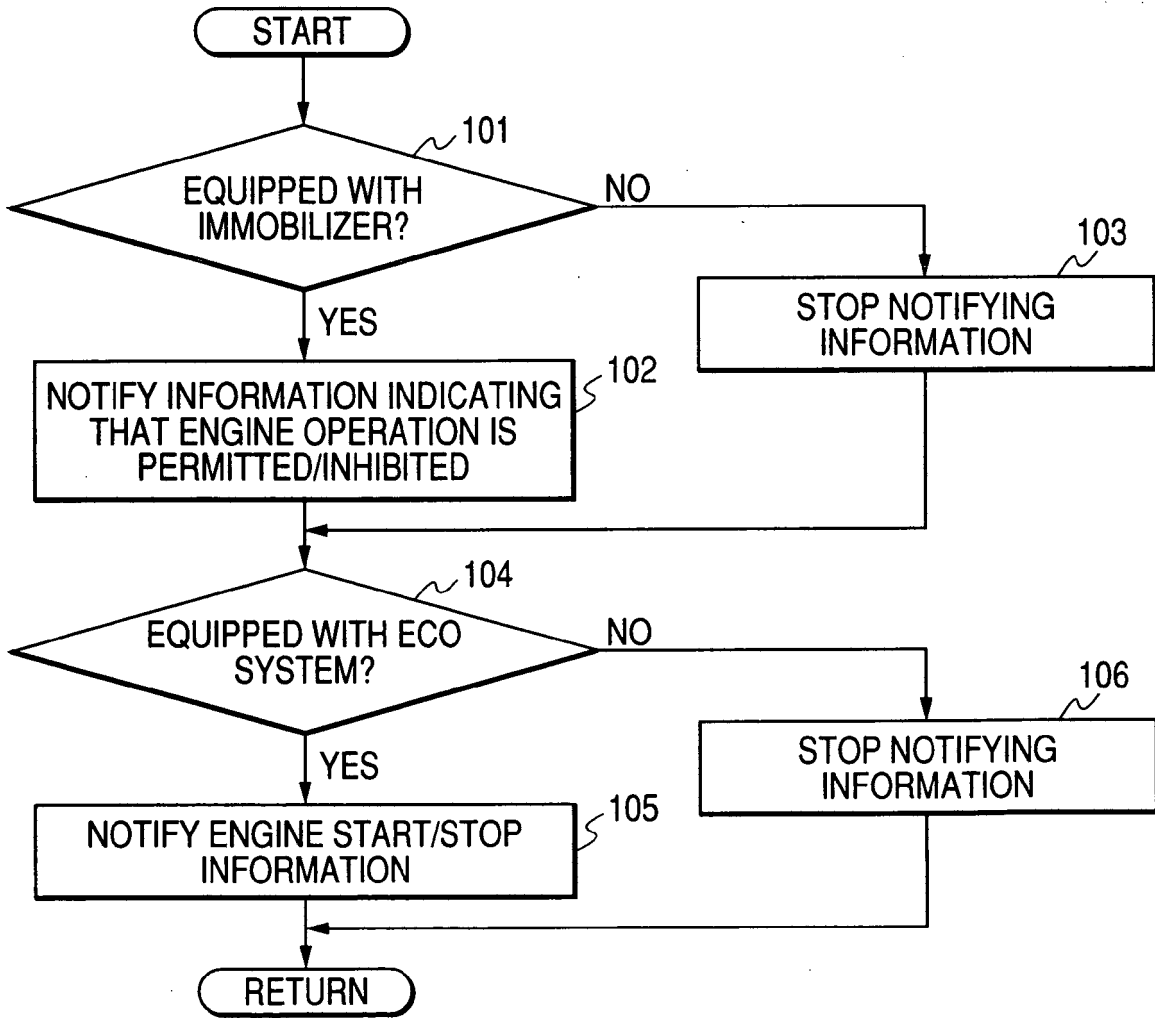 START
101
EQUIPPED WITH
IMMOBILIZER?
NO
103
STOP NOTIFYING
INFORMATION
YES
102
NOTIFY INFORMATION INDICATING
THAT ENGINE OPERATION IS
PERMITTED/INHIBITED
104
EQUIPPED WITH ECO
SYSTEM?
NO
106
STOP NOTIFYING
INFORMATION
YES
105
NOTIFY ENGINE START/STOP
INFORMATION
RETURN